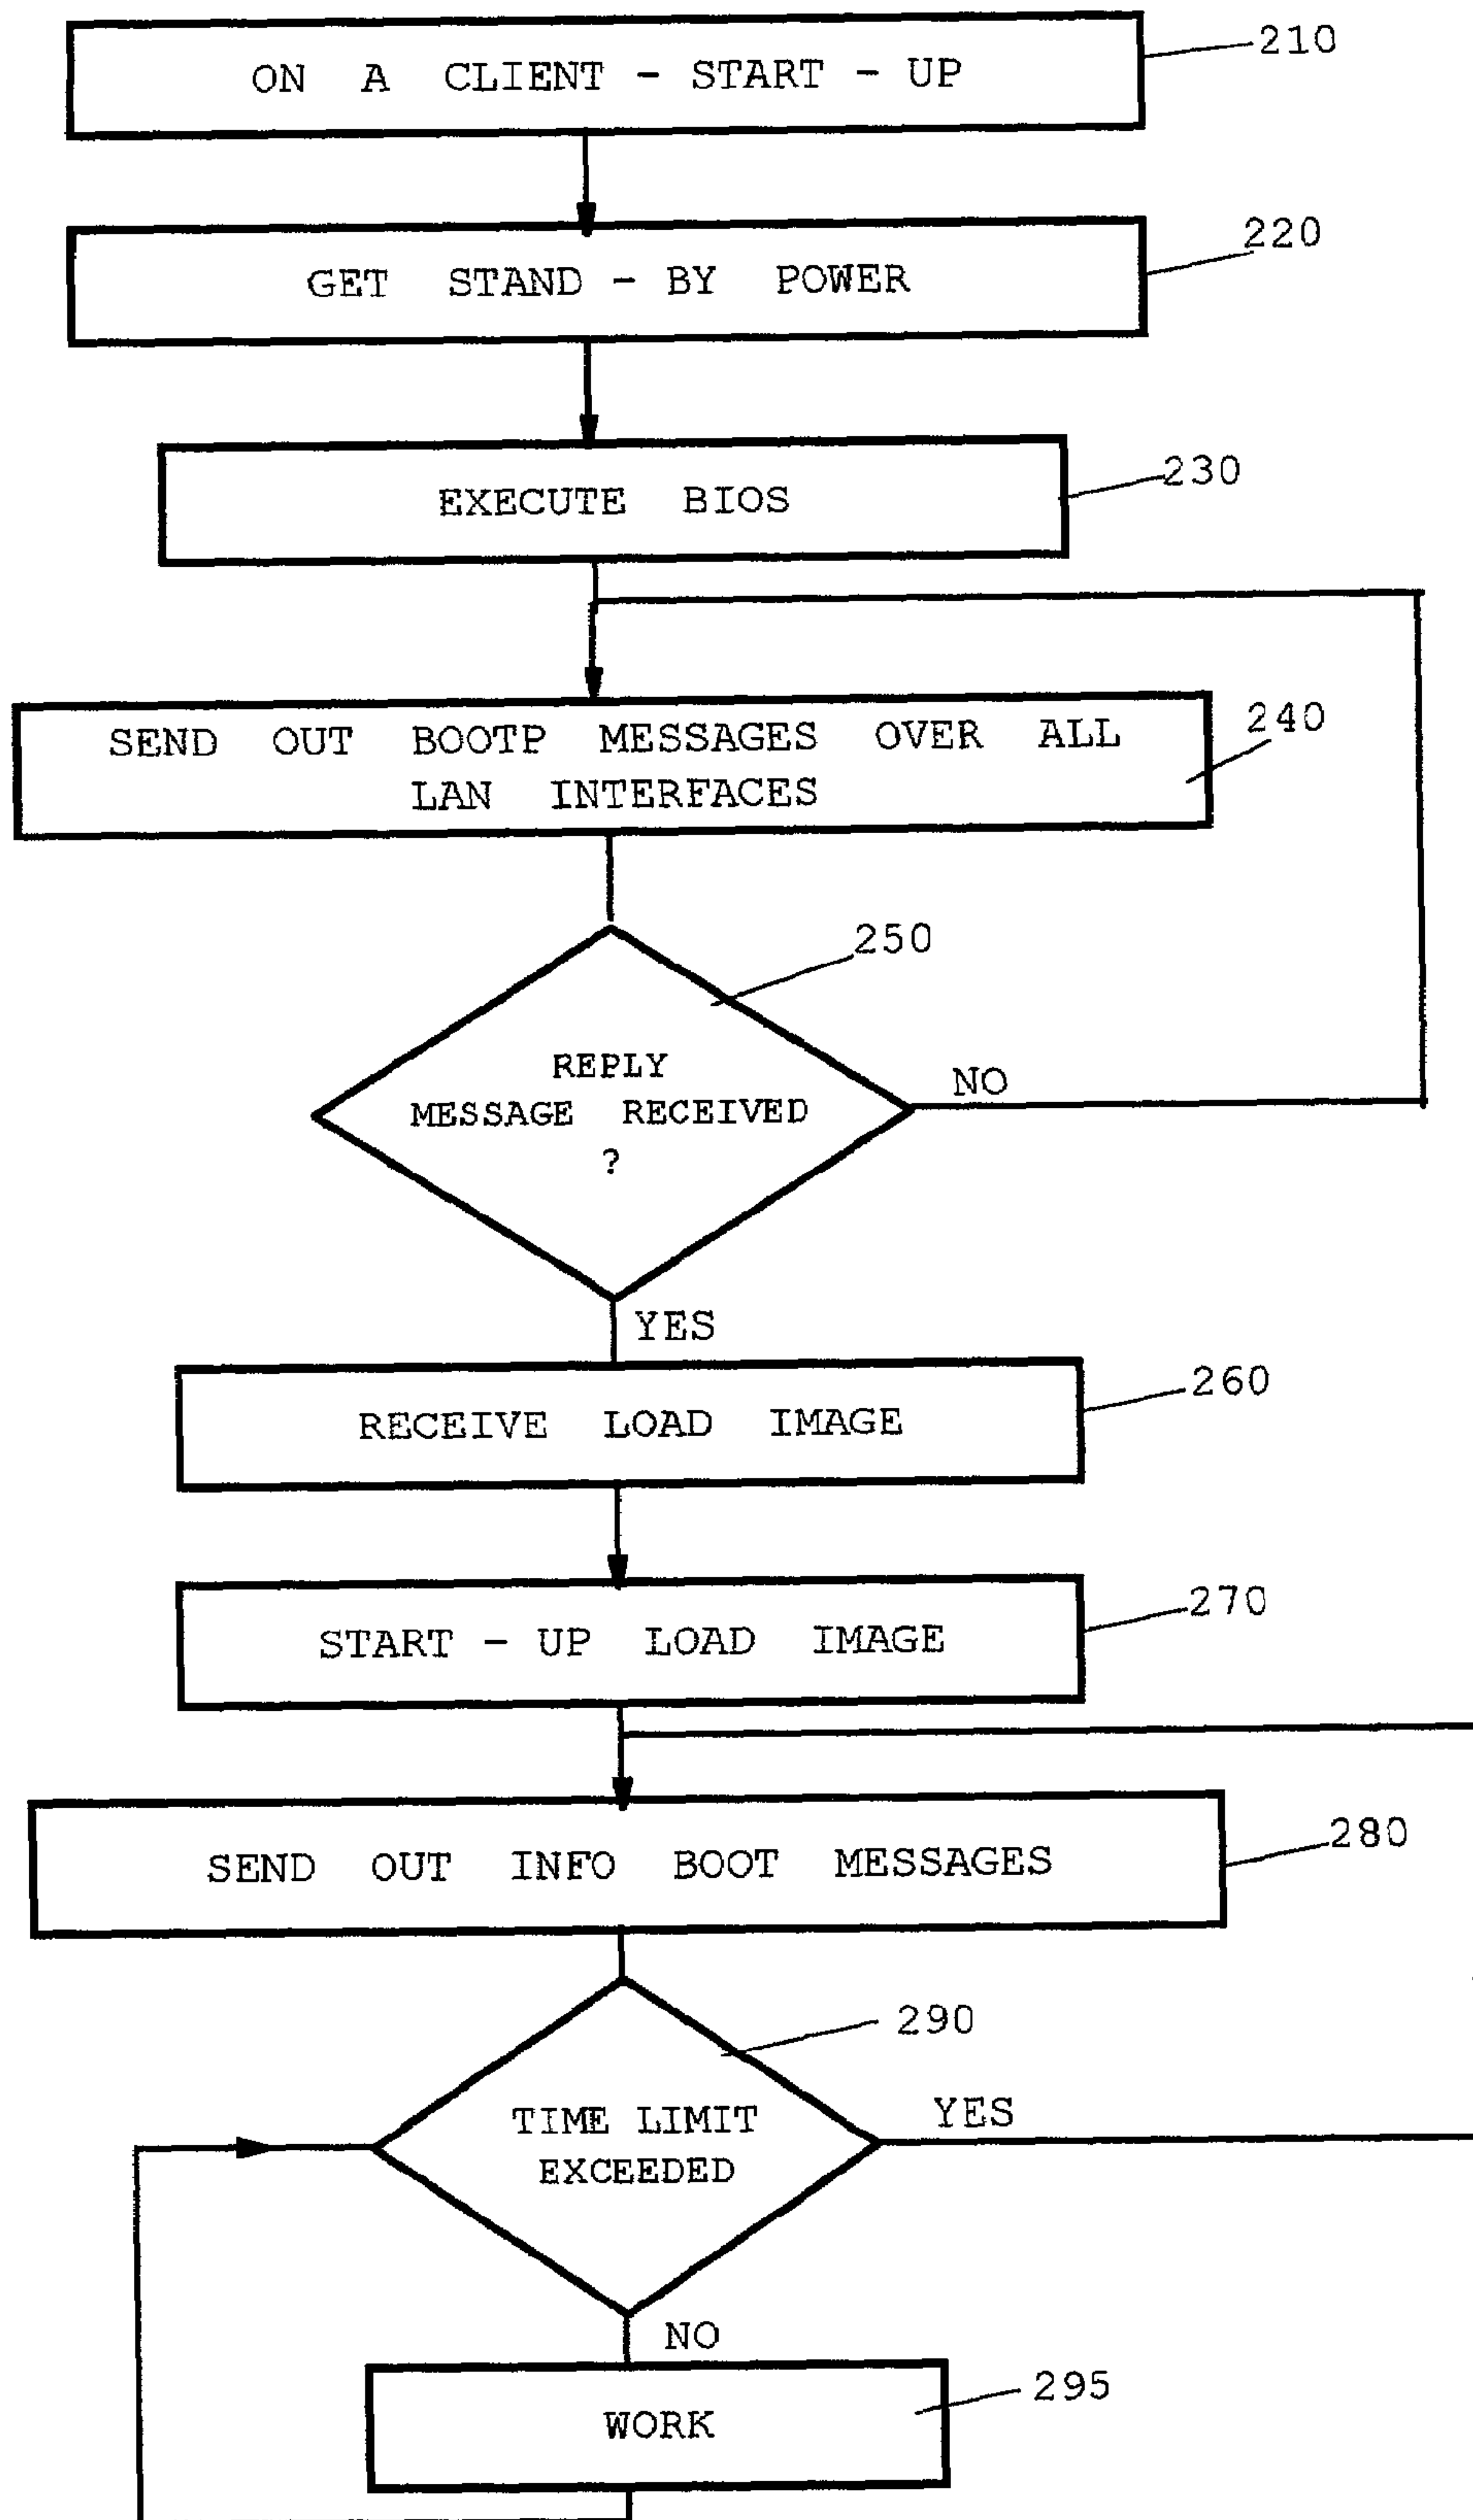 ON A CLIENT - START - UP
210
GET STAND - BY POWER
220
EXECUTE BIOS
230
SEND OUT BOOTP MESSAGES OVER ALL
LAN INTERFACES
240
250
REPLY
MESSAGE RECEIVED
?
NO
YES
RECEIVE LOAD IMAGE
260
START - UP LOAD IMAGE
270
SEND OUT INFO BOOT MESSAGES
280
290
TIME LIMIT
EXCEEDED
YES
NO
WORK
295